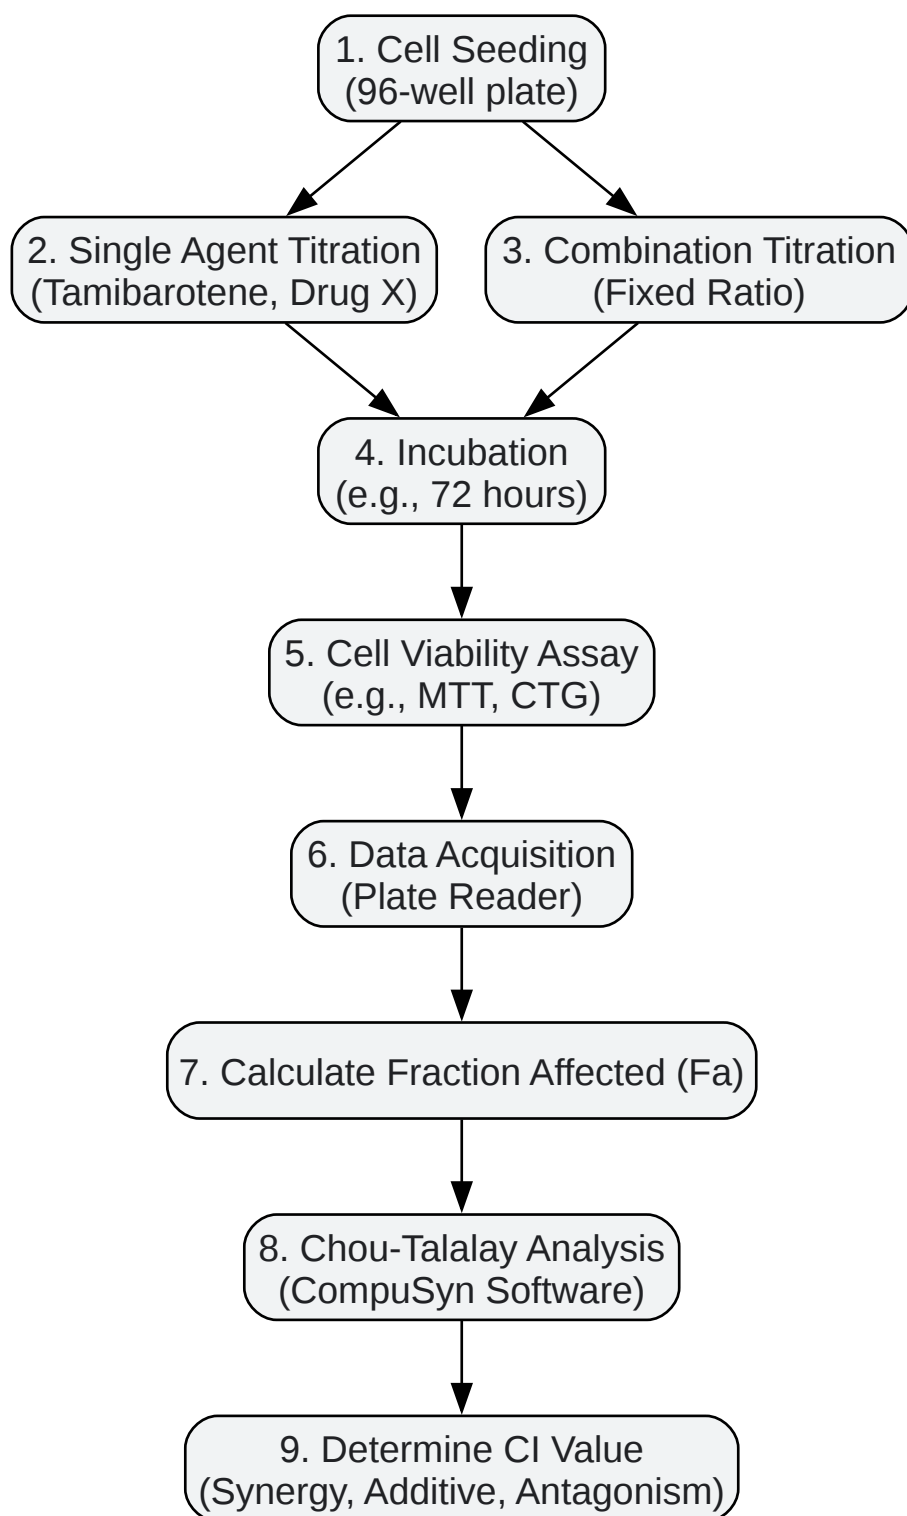 1. Cell Seeding
(96-well plate)
2. Single Agent Titration
(Tamibarotene, Drug X)
3. Combination Titration
(Fixed Ratio)
4. Incubation
(e.g., 72 hours)
5. Cell Viability Assay
(e.g., MTT, CTG)
6. Data Acquisition
(Plate Reader)
7. Calculate Fraction Affected (Fa)
8. Chou-Talalay Analysis
(CompuSyn Software)
9. Determine CI Value
(Synergy, Additive, Antagonism)